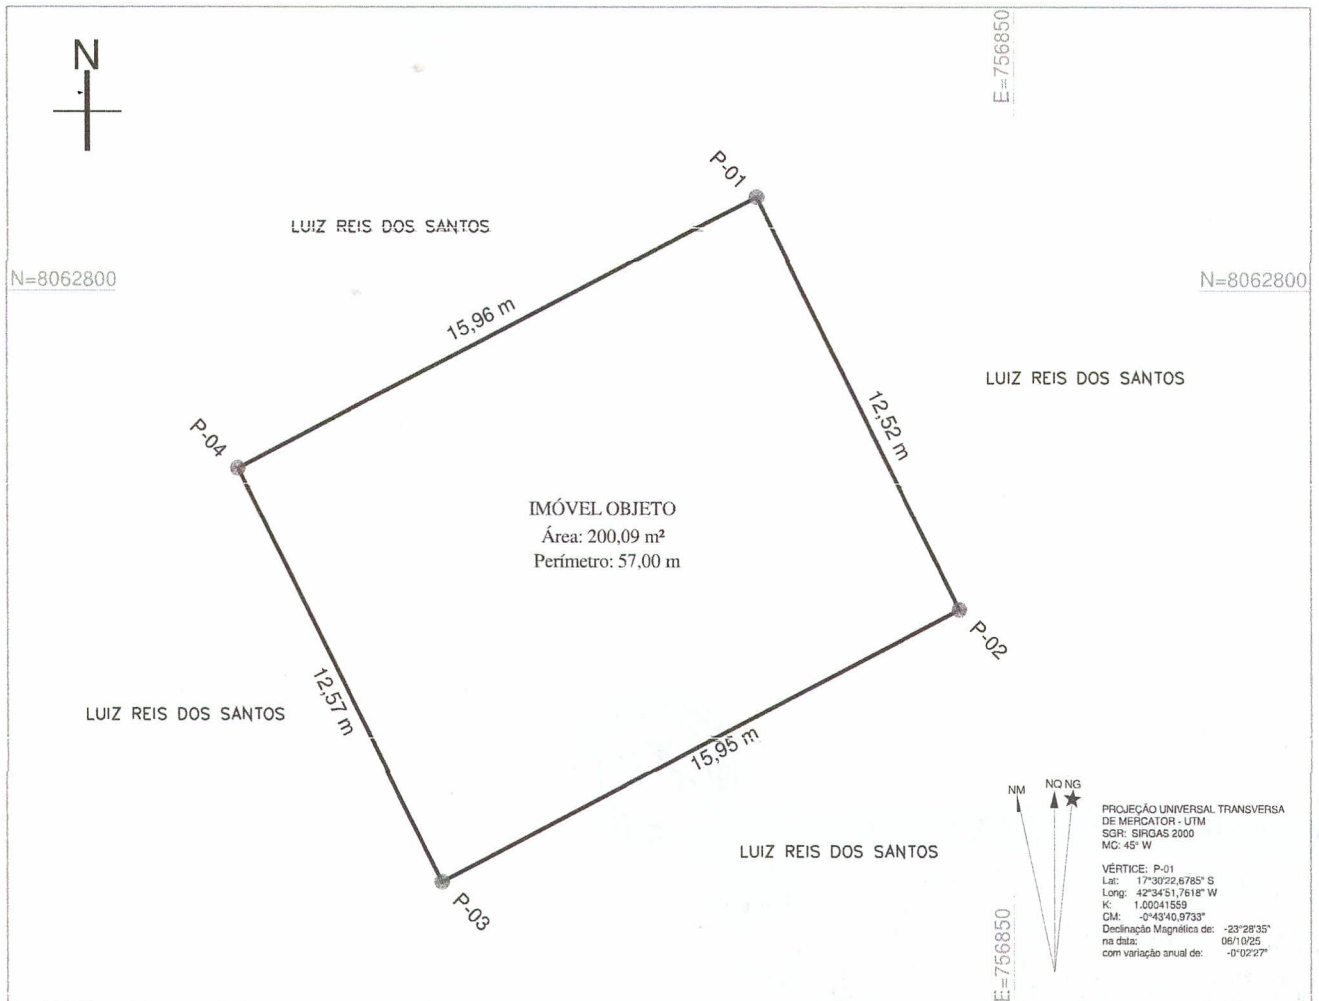 N
E=756850
P-01
LUIZ REIS DOS SANTOS
N=8062800
N=8062800
15,96 m
LUIZ REIS DOS SANTOS
12,52 m
P-04
IMÓVEL OBJETO
Área: 200,09 m²
Perímetro: 57,00 m
P-02
12,57 m
LUIZ REIS DOS SANTOS
15,95 m
LUIZ REIS DOS SANTOS
P-03
E=756850
NM NQ NG
PROJEÇÃO UNIVERSAL TRANSVERSA
DE MERCATOR - UTM
SGR: SIRGAS 2000
MC: 45° W
VÉRTICE: P-01
Lat: 17°30'22,6785" S
Long: 42°34'51,7618" W
K: 1.00041559
CM: -0°43'40,9733"
Declinação Magnética de: -23°28'35"
na data: 06/10/25
com variação anual de: -0°02'27"